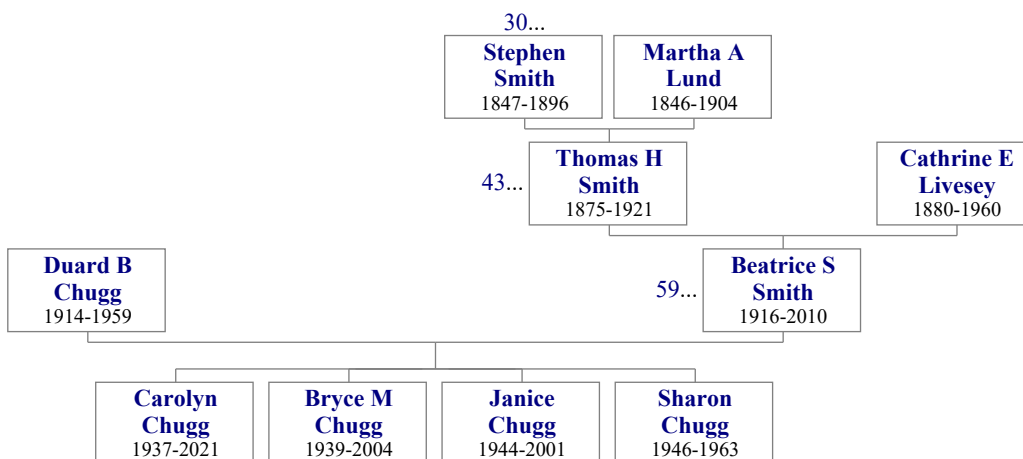 30...
Stephen
Smith
1847-1896
Martha A
Lund
1846-1904
43...
Thomas H
Smith
1875-1921
Cathrine E
Livesey
1880-1960
Duard B
Chugg
1914-1959
59...
Beatrice S
Smith
1916-2010
Carolyn
Chugg
1937-2021
Bryce M
Chugg
1939-2004
Janice
Chugg
1944-2001
Sharon
Chugg
1946-1963